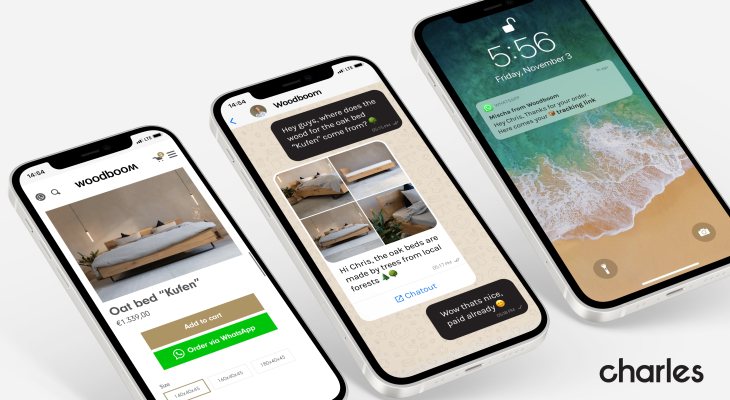 14:54
woodboom
Oat bed "Kufen"
€1.339,00
Add to cart
Order via WhatsApp
Size
140x40x45
160x40x45
180x40x45
14:54
LTE
Woodboom
Hey guys, where does the
wood for the oak bed
"Kufen" come from? 🌳
Hi Chris, the oak beds are
made by trees from local
forests 🌲🌳
Chatout
Wow thats nice,
paid already 😄
5:56
Friday, November 3
WHATSAPP
Mischa from Woodboom
Hey Chris, Thanks for your order.
Here comes your 📦 tracking link
charles